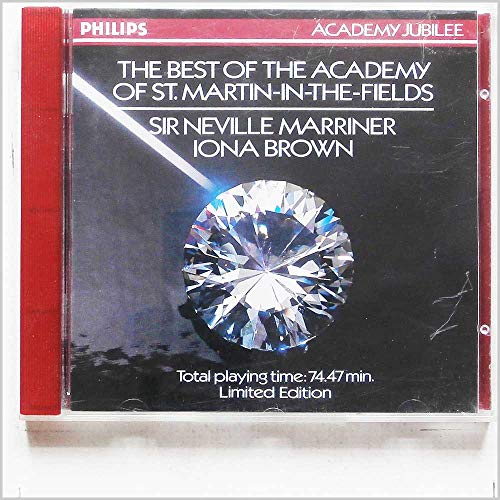 PHILIPS
ACADEMY JUBILEE
THE BEST OF THE ACADEMY
OF ST. MARTIN-IN-THE-FIELDS
SIR NEVILLE MARRINER
IONA BROWN
Total playing time: 74.47 min.
Limited Edition